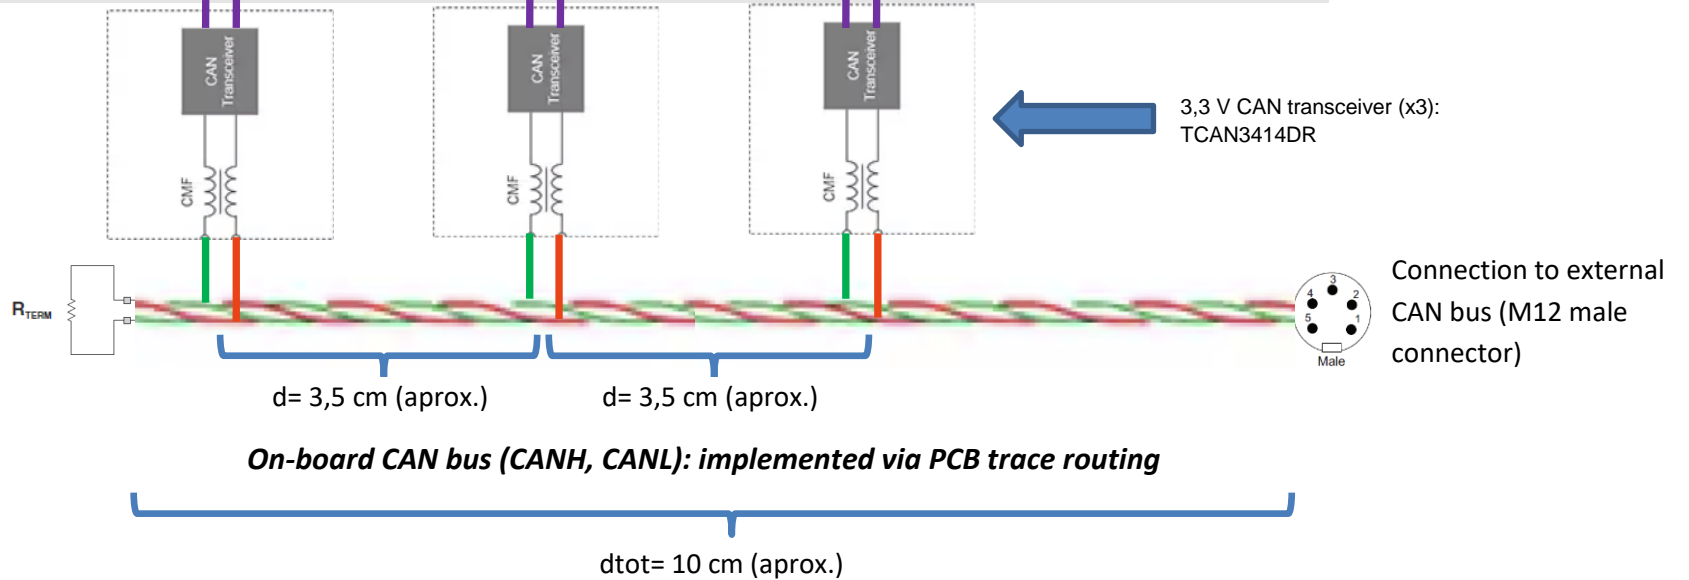 CAN
Transceiver
CAN
Transceiver
CAN
Transceiver
3,3 V CAN transceiver (x3):
TCAN3414DR
CMF
CMF
CMF
RTERM
3
4
2
5
1
Male
Connection to external
CAN bus (M12 male
connector)
d= 3,5 cm (aprox.)
d= 3,5 cm (aprox.)
On-board CAN bus (CANH, CANL): implemented via PCB trace routing
dtot= 10 cm (aprox.)